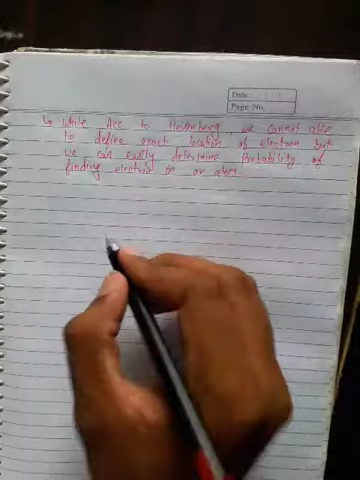 Date
Page No.
↳ While Acc to Heisenberg, we cannot able
to define exact location of electron but
we can easily determine Probability of
finding electric in an atom